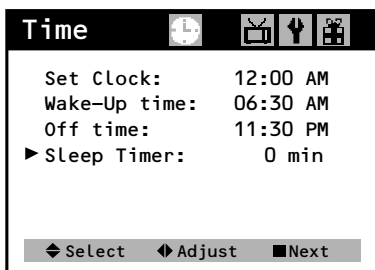 Time
Set Clock: 12:00 AM
Wake-Up time: 06:30 AM
Off time: 11:30 PM
Sleep Timer: 0 min
Select Adjust Next